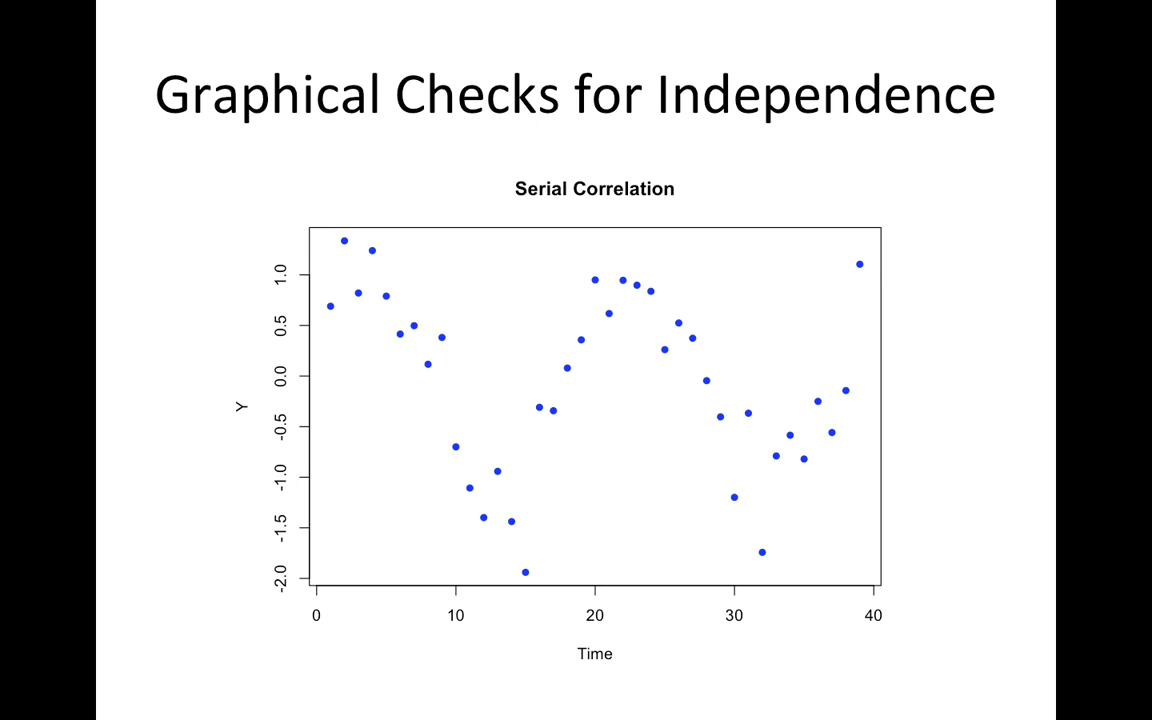 Graphical Checks for Independence
Serial Correlation
1.0
0.5
0.0
-0.5
-1.0
-1.5
-2.0
Y
0 10 20 30 40
Time